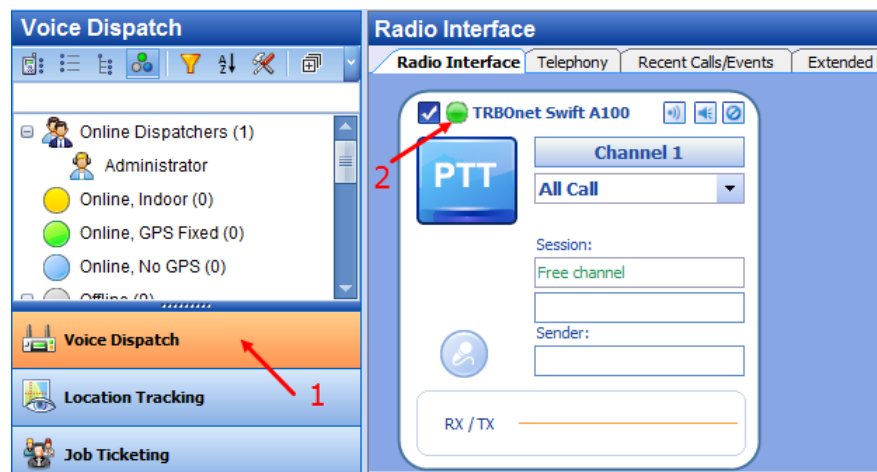 Voice Dispatch
Online Dispatchers (1)
Administrator
Online, Indoor (0)
Online, GPS Fixed (0)
Online, No GPS (0)
Offline (0)
Voice Dispatch
1
Location Tracking
Job Ticketing
Radio Interface
Radio Interface Telephony Recent Calls/Events Extended
TRBOnet Swift A100
2
PTT
Channel 1
All Call
Session:
Free channel
Sender:
RX / TX